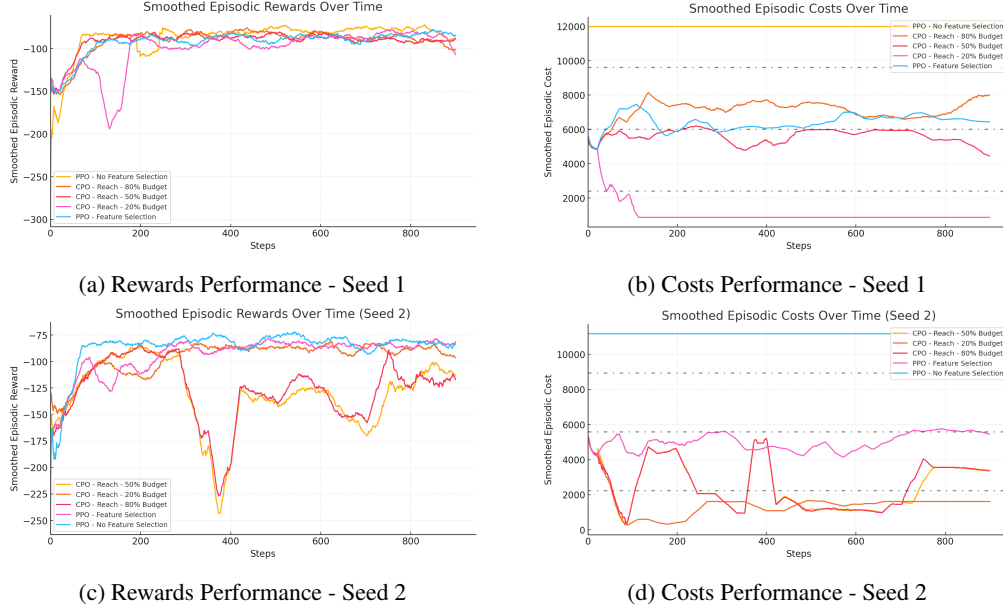 Smoothed Episodic Rewards Over Time
Smoothed Episodic Reward
−100
−150
−200
−250
−300
PPO - No Feature Selection
CPO - Reach - 80% Budget
CPO - Reach - 50% Budget
CPO - Reach - 20% Budget
PPO - Feature Selection
0
200
400
600
800
Steps
(a) Rewards Performance - Seed 1
Smoothed Episodic Costs Over Time
Smoothed Episodic Cost
12000
10000
8000
6000
4000
2000
PPO - No Feature Selection
CPO - Reach - 80% Budget
CPO - Reach - 50% Budget
CPO - Reach - 20% Budget
PPO - Feature Selection
0
200
400
600
800
Steps
(b) Costs Performance - Seed 1
Smoothed Episodic Rewards Over Time (Seed 2)
Smoothed Episodic Reward
−75
−100
−125
−150
−175
−200
−225
−250
CPO - Reach - 50% Budget
CPO - Reach - 20% Budget
CPO - Reach - 80% Budget
PPO - Feature Selection
PPO - No Feature Selection
0
200
400
600
800
Steps
(c) Rewards Performance - Seed 2
Smoothed Episodic Costs Over Time (Seed 2)
Smoothed Episodic Cost
10000
8000
6000
4000
2000
0
CPO - Reach - 50% Budget
CPO - Reach - 20% Budget
CPO - Reach - 80% Budget
PPO - Feature Selection
PPO - No Feature Selection
0
200
400
600
800
Steps
(d) Costs Performance - Seed 2